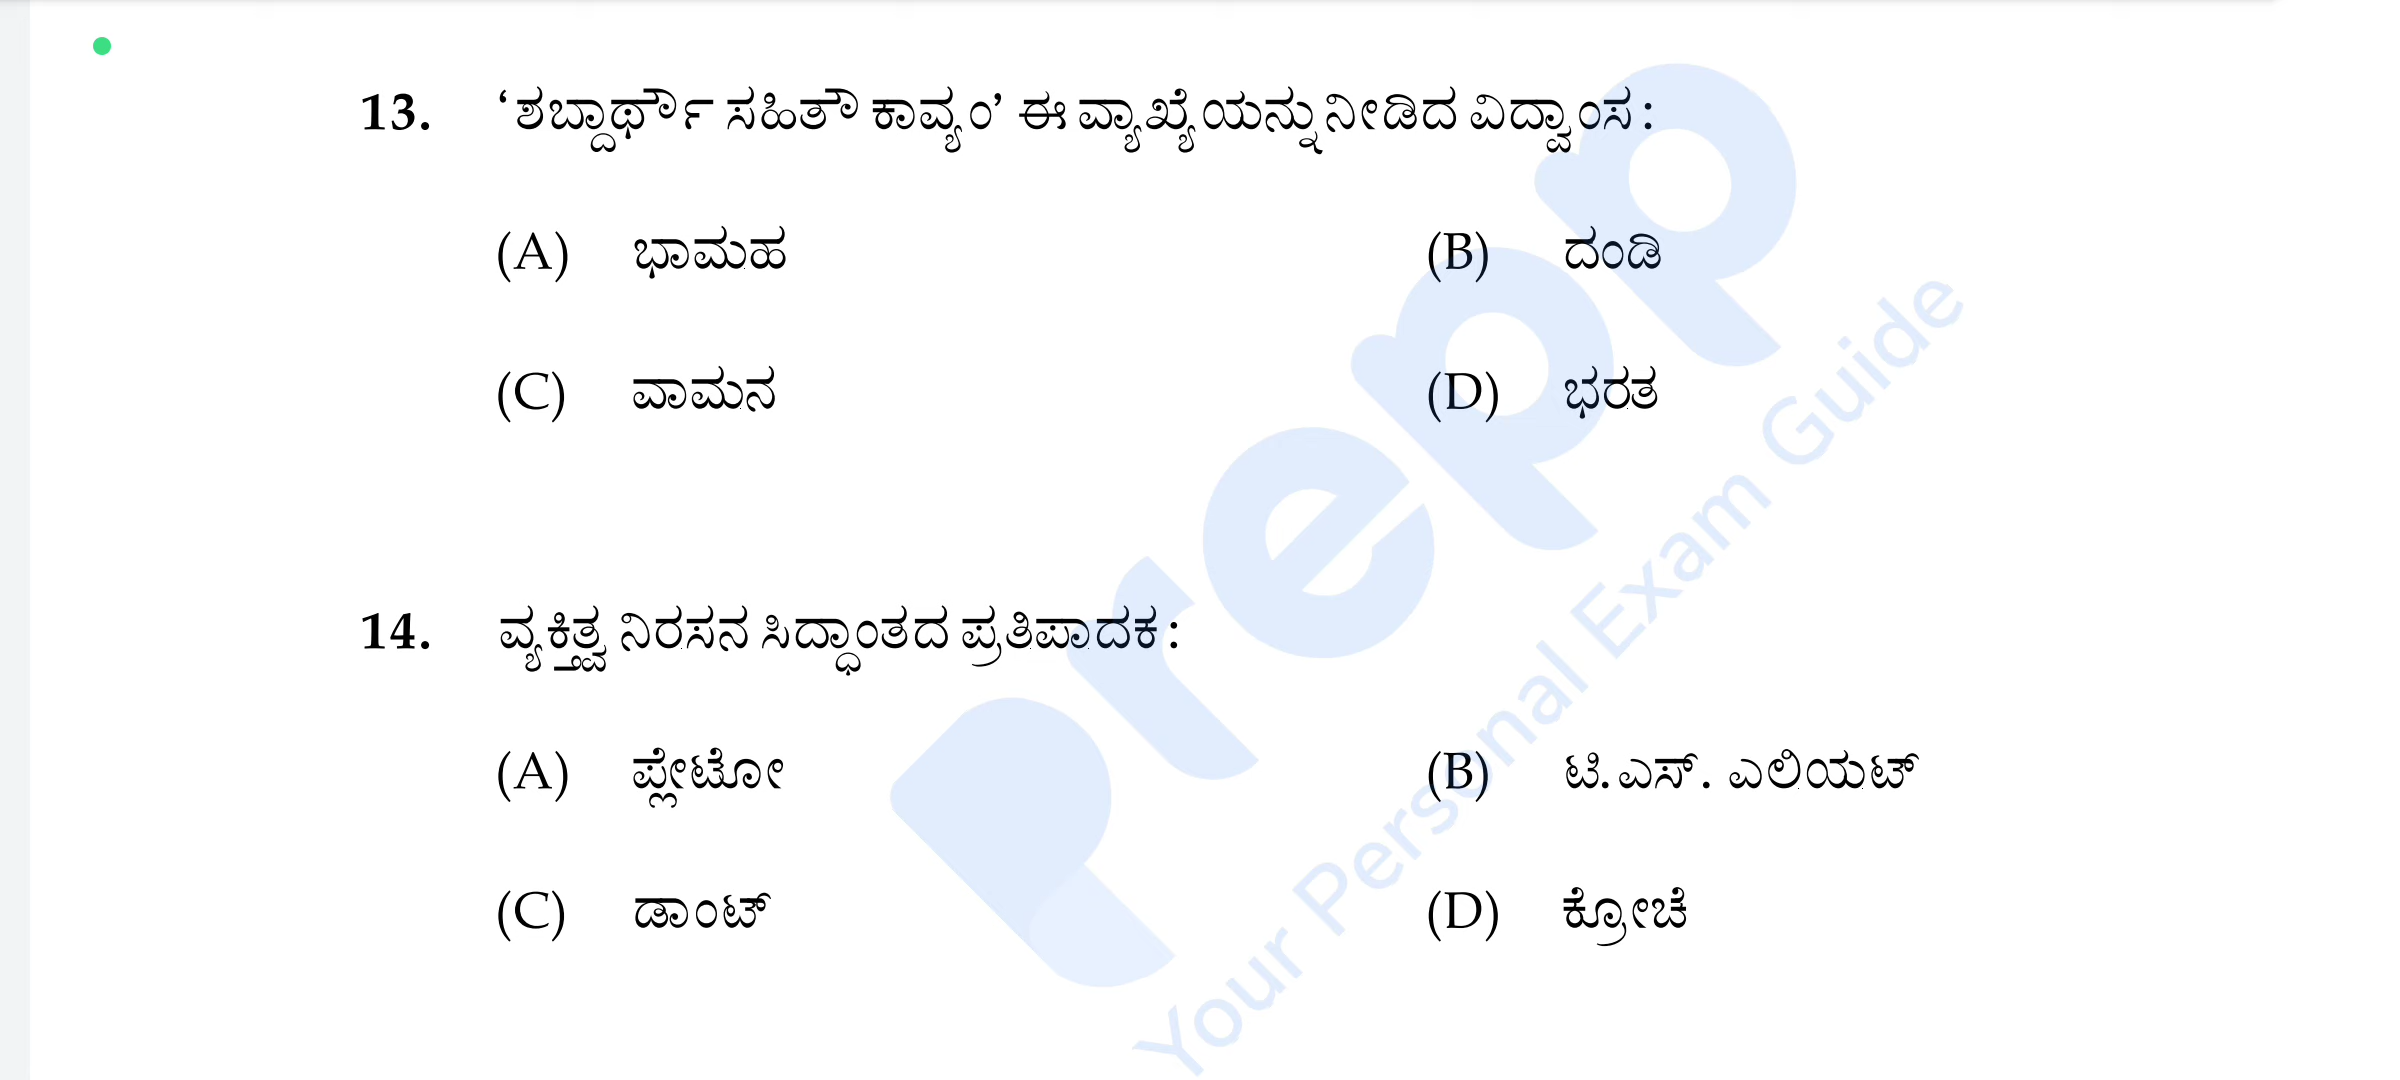 13. ‘ಶಬ್ದಾರ್ಥೌ ಸಹಿತೌ ಕಾವ್ಯಂ’ ಈ ವ್ಯಾಖ್ಯೆಯನ್ನು ನೀಡಿದ ವಿದ್ವಾಂಸ :
(A) ಭಾಮಹ (B) ದಂಡಿ
(C) ವಾಮನ (D) ಭರತ
14. ವ್ಯಕ್ತಿತ್ವ ನಿರಸನ ಸಿದ್ಧಾಂತದ ಪ್ರತಿಪಾದಕ :
(A) ಪ್ಲೇಟೋ (B) ಟಿ.ಎಸ್. ಎಲಿಯಟ್
(C) ಡಾಂಟ್ (D) ಕ್ರೋಚೆ
Prepp
Your Personal Exam Guide